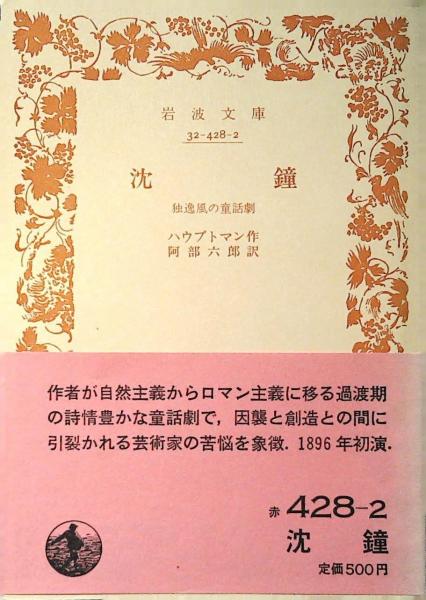 岩波文庫
32-428-2
沈鐘
独逸風の童話劇
ハウプトマン作
阿部六郎訳
作者が自然主義からロマン主義に移る過渡期
の詩情豊かな童話劇で，因襲と創造との間に
引裂かれる芸術家の苦悩を象徴．1896年初演．
赤 428-2
沈鐘
定価500円